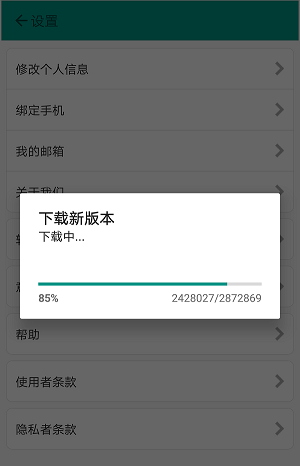 设置
修改个人信息
绑定手机
我的邮箱
关于我们
下载新版本
下载中...
85%
2428027/2872869
帮助
使用者条款
隐私者条款